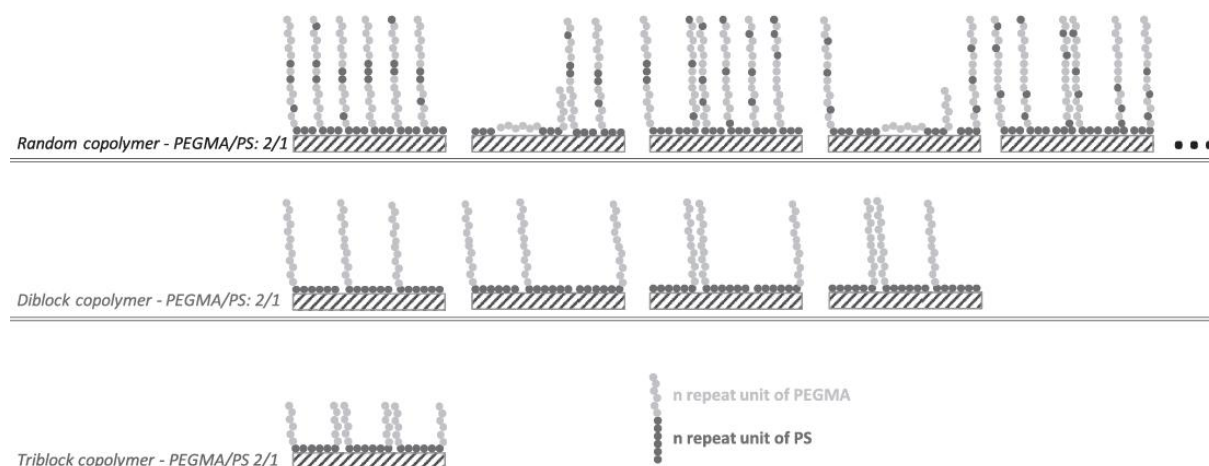 Random copolymer - PEGMA/PS: 2/1
Diblock copolymer - PEGMA/PS: 2/1
n repeat unit of PEGMA
n repeat unit of PS
Triblock copolymer - PEGMA/PS 2/1